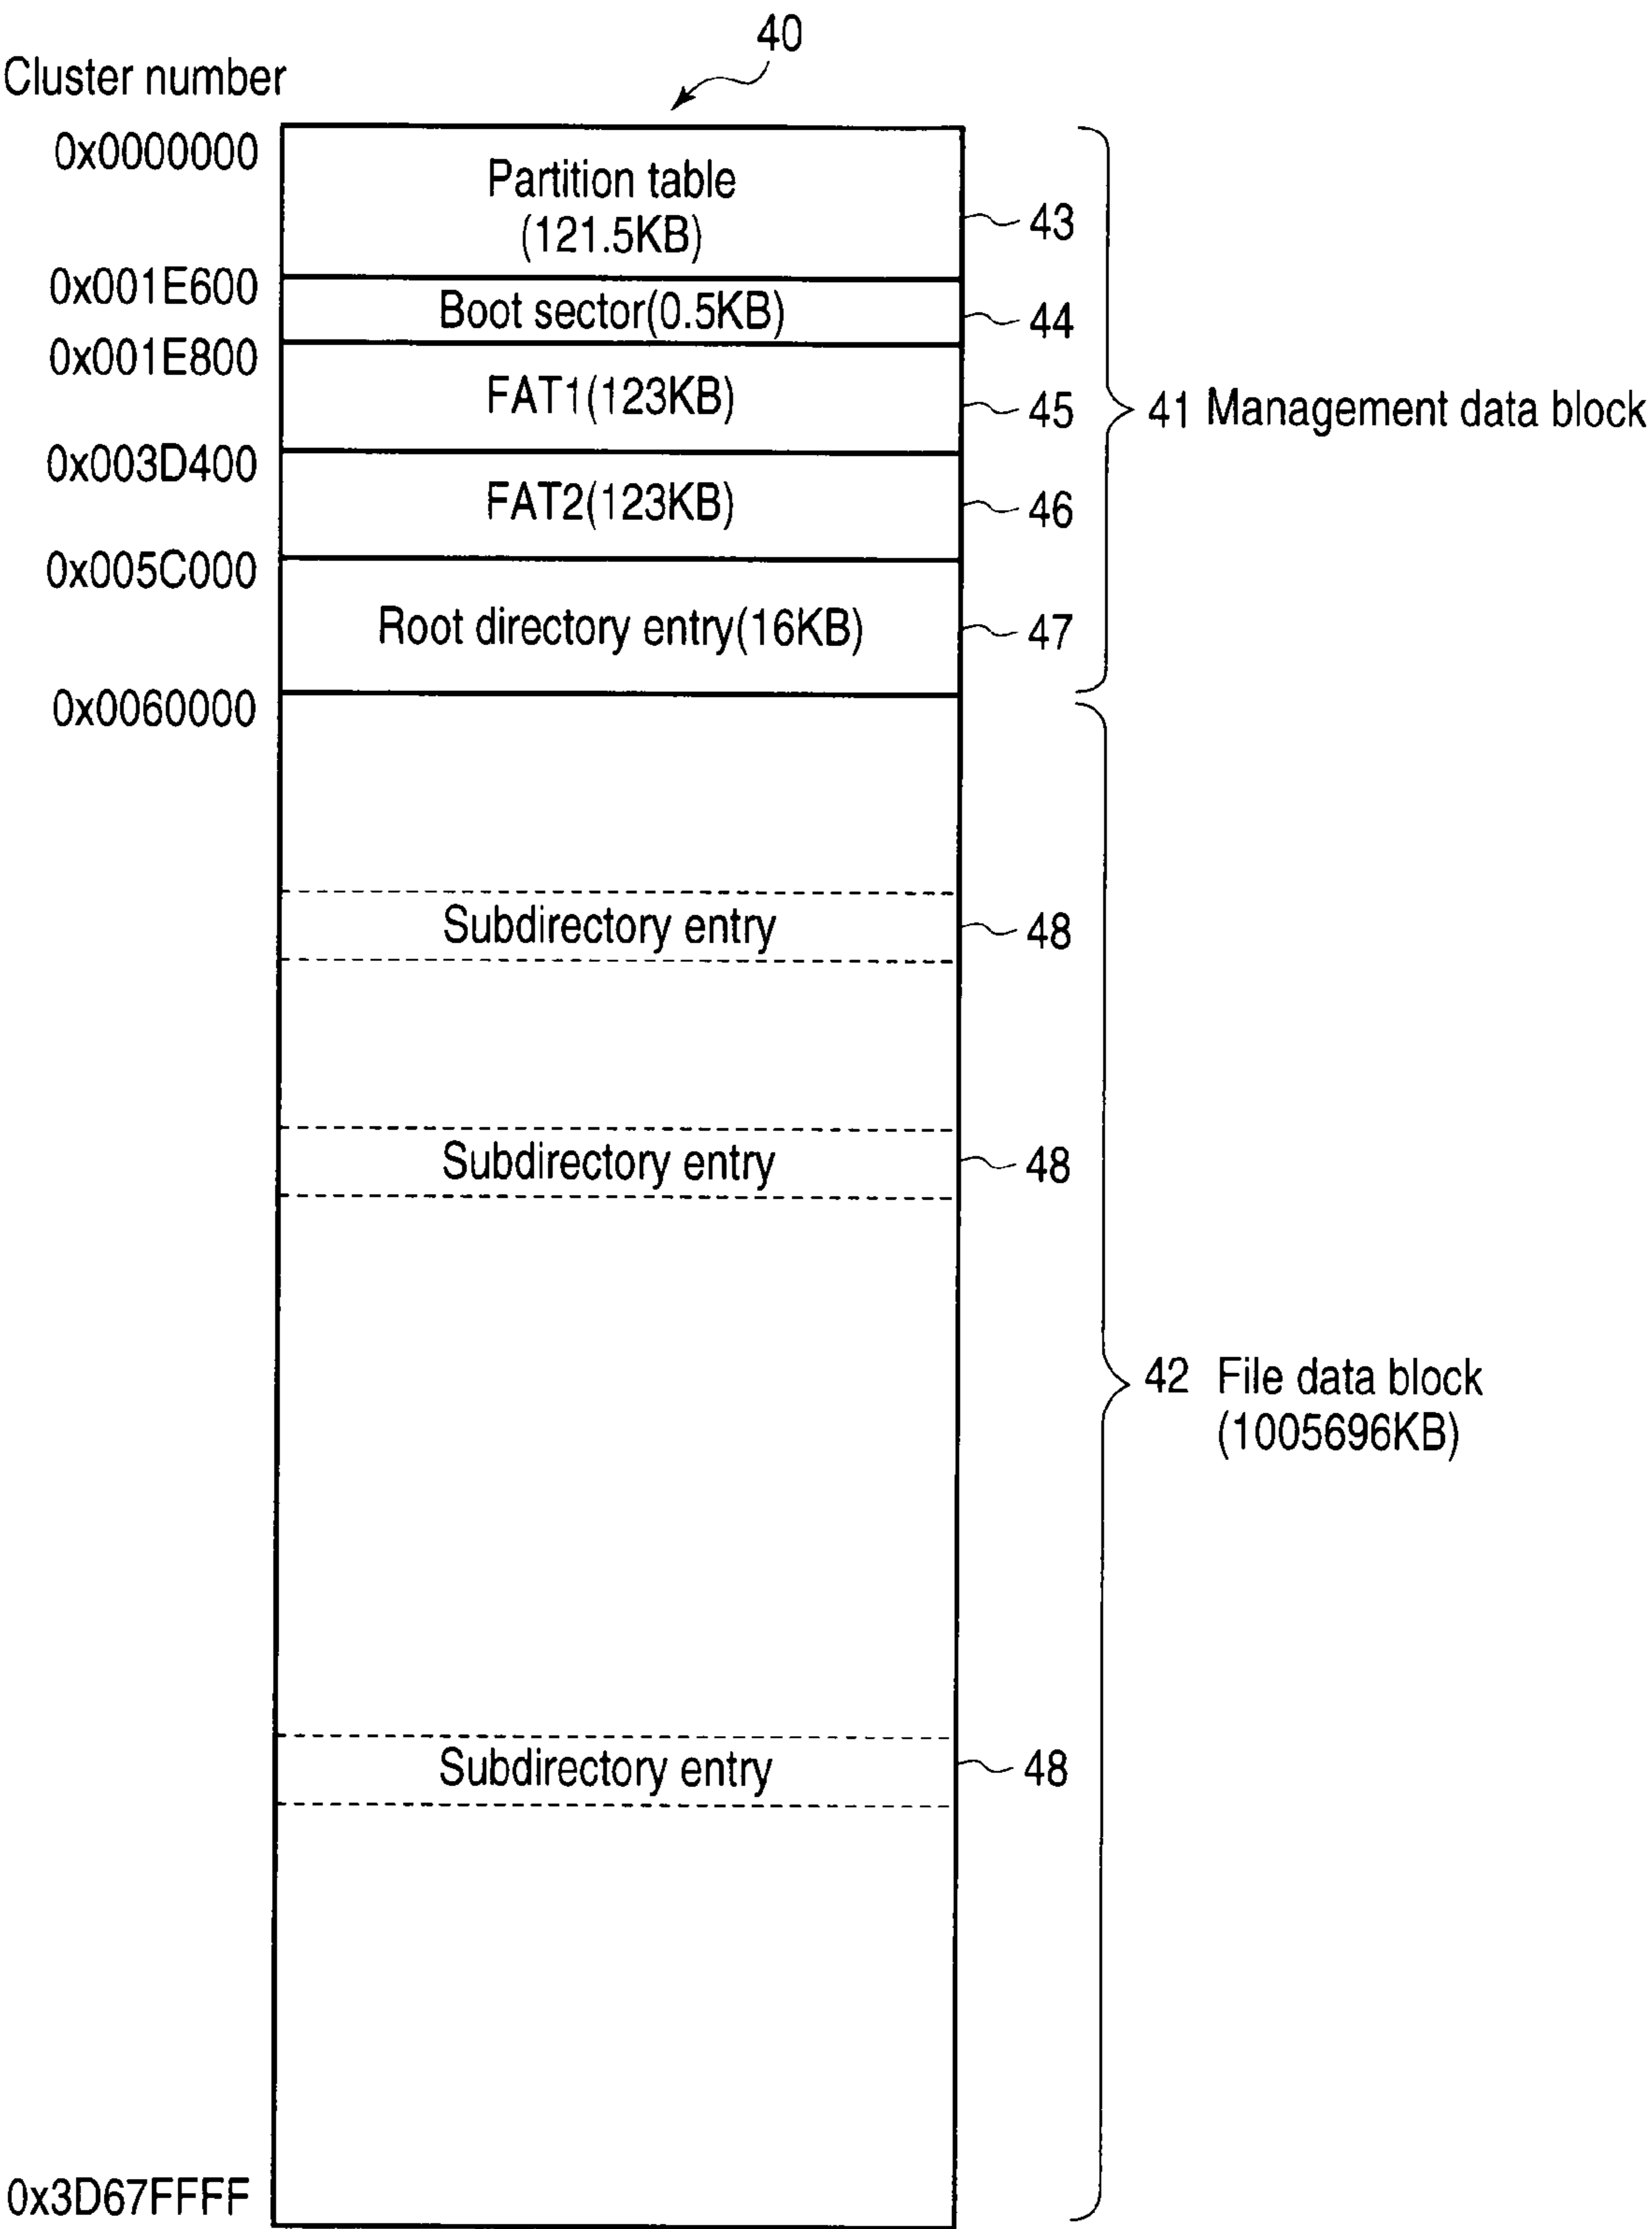 40
Cluster number
0x0000000
Partition table
(121.5KB)
43
0x001E600
Boot sector(0.5KB)
44
0x001E800
FAT1(123KB)
45
41 Management data block
0x003D400
FAT2(123KB)
46
0x005C000
Root directory entry(16KB)
47
0x0060000
Subdirectory entry
48
Subdirectory entry
48
42 File data block
(1005696KB)
Subdirectory entry
48
0x3D67FFFF